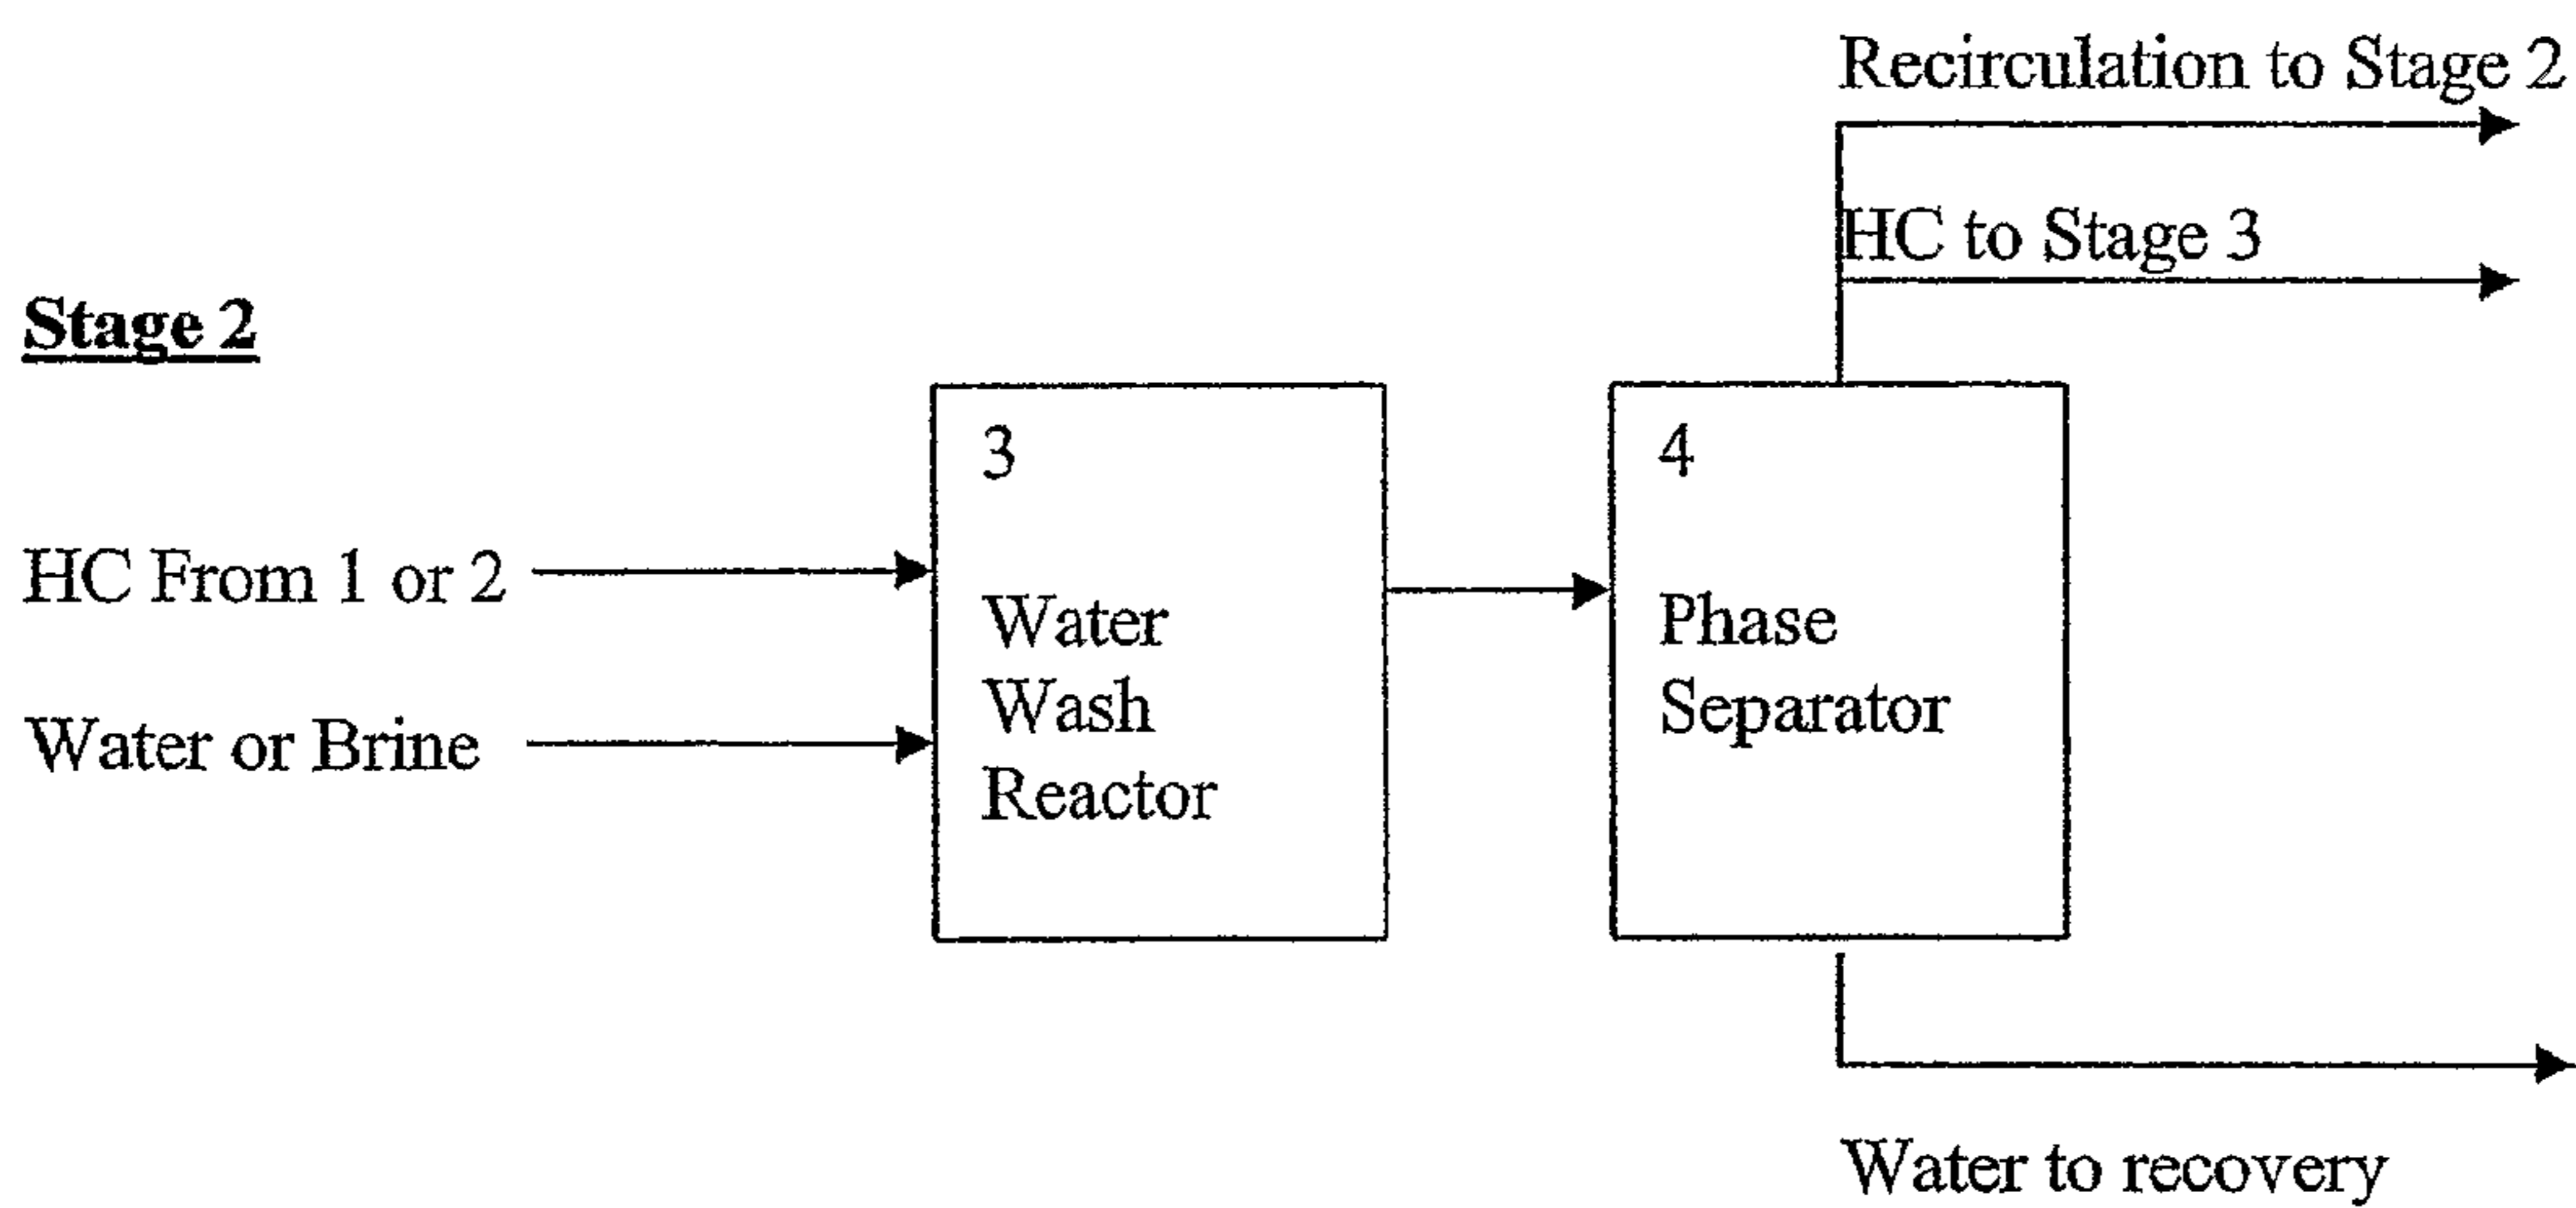 Recirculation to Stage 2
HC to Stage 3
Stage 2
3
4
HC From 1 or 2
Water
Wash
Reactor
Phase
Separator
Water or Brine
Water to recovery